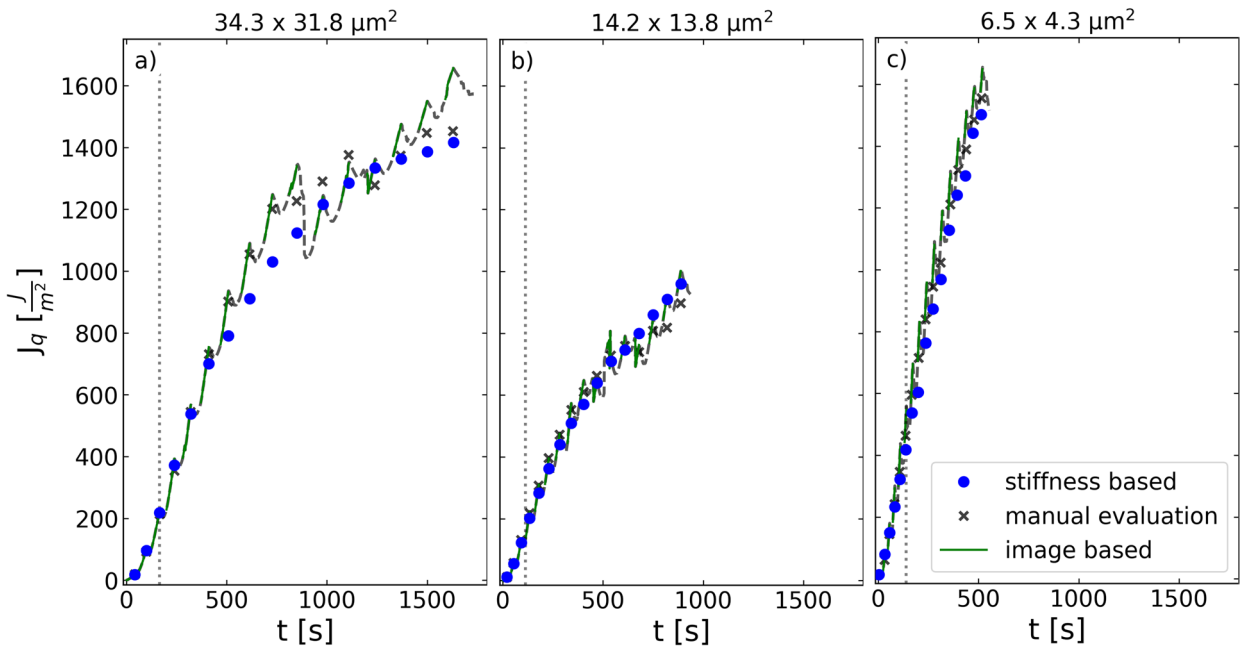 34.3 x 31.8 μm²
14.2 x 13.8 μm²
6.5 x 4.3 μm²
a)
b)
c)
J_q [J/m²]
1600
1400
1200
1000
800
600
400
200
0
stiffness based
manual evaluation
image based
0 500 1000 1500
0 500 1000 1500
0 500 1000 1500
t [s]
t [s]
t [s]